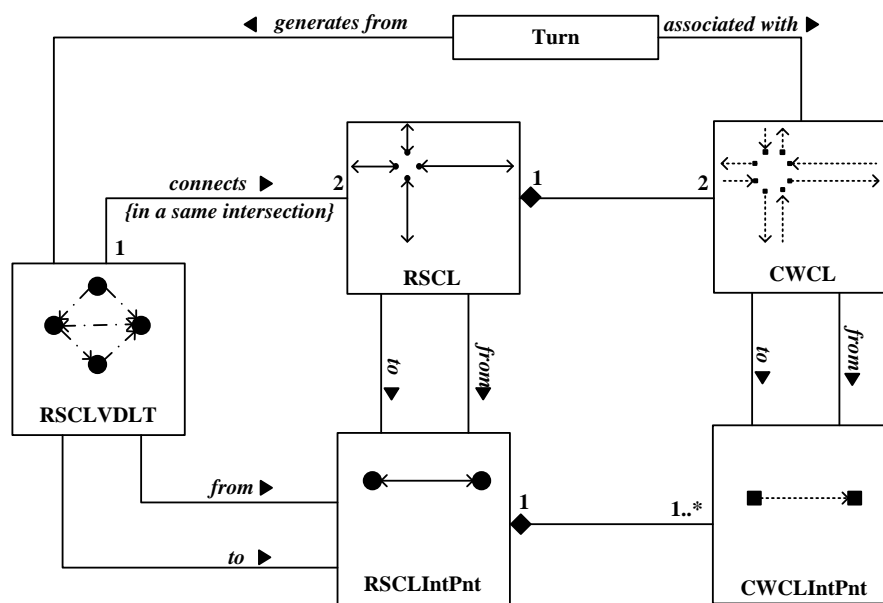 generates from
Turn
associated with
connects
{in a same intersection}
2
1
RSCL
1
2
CWCL
RSCLVDLT
to
from
to
from
from
to
RSCLIntPnt
1
1..*
CWCLIntPnt